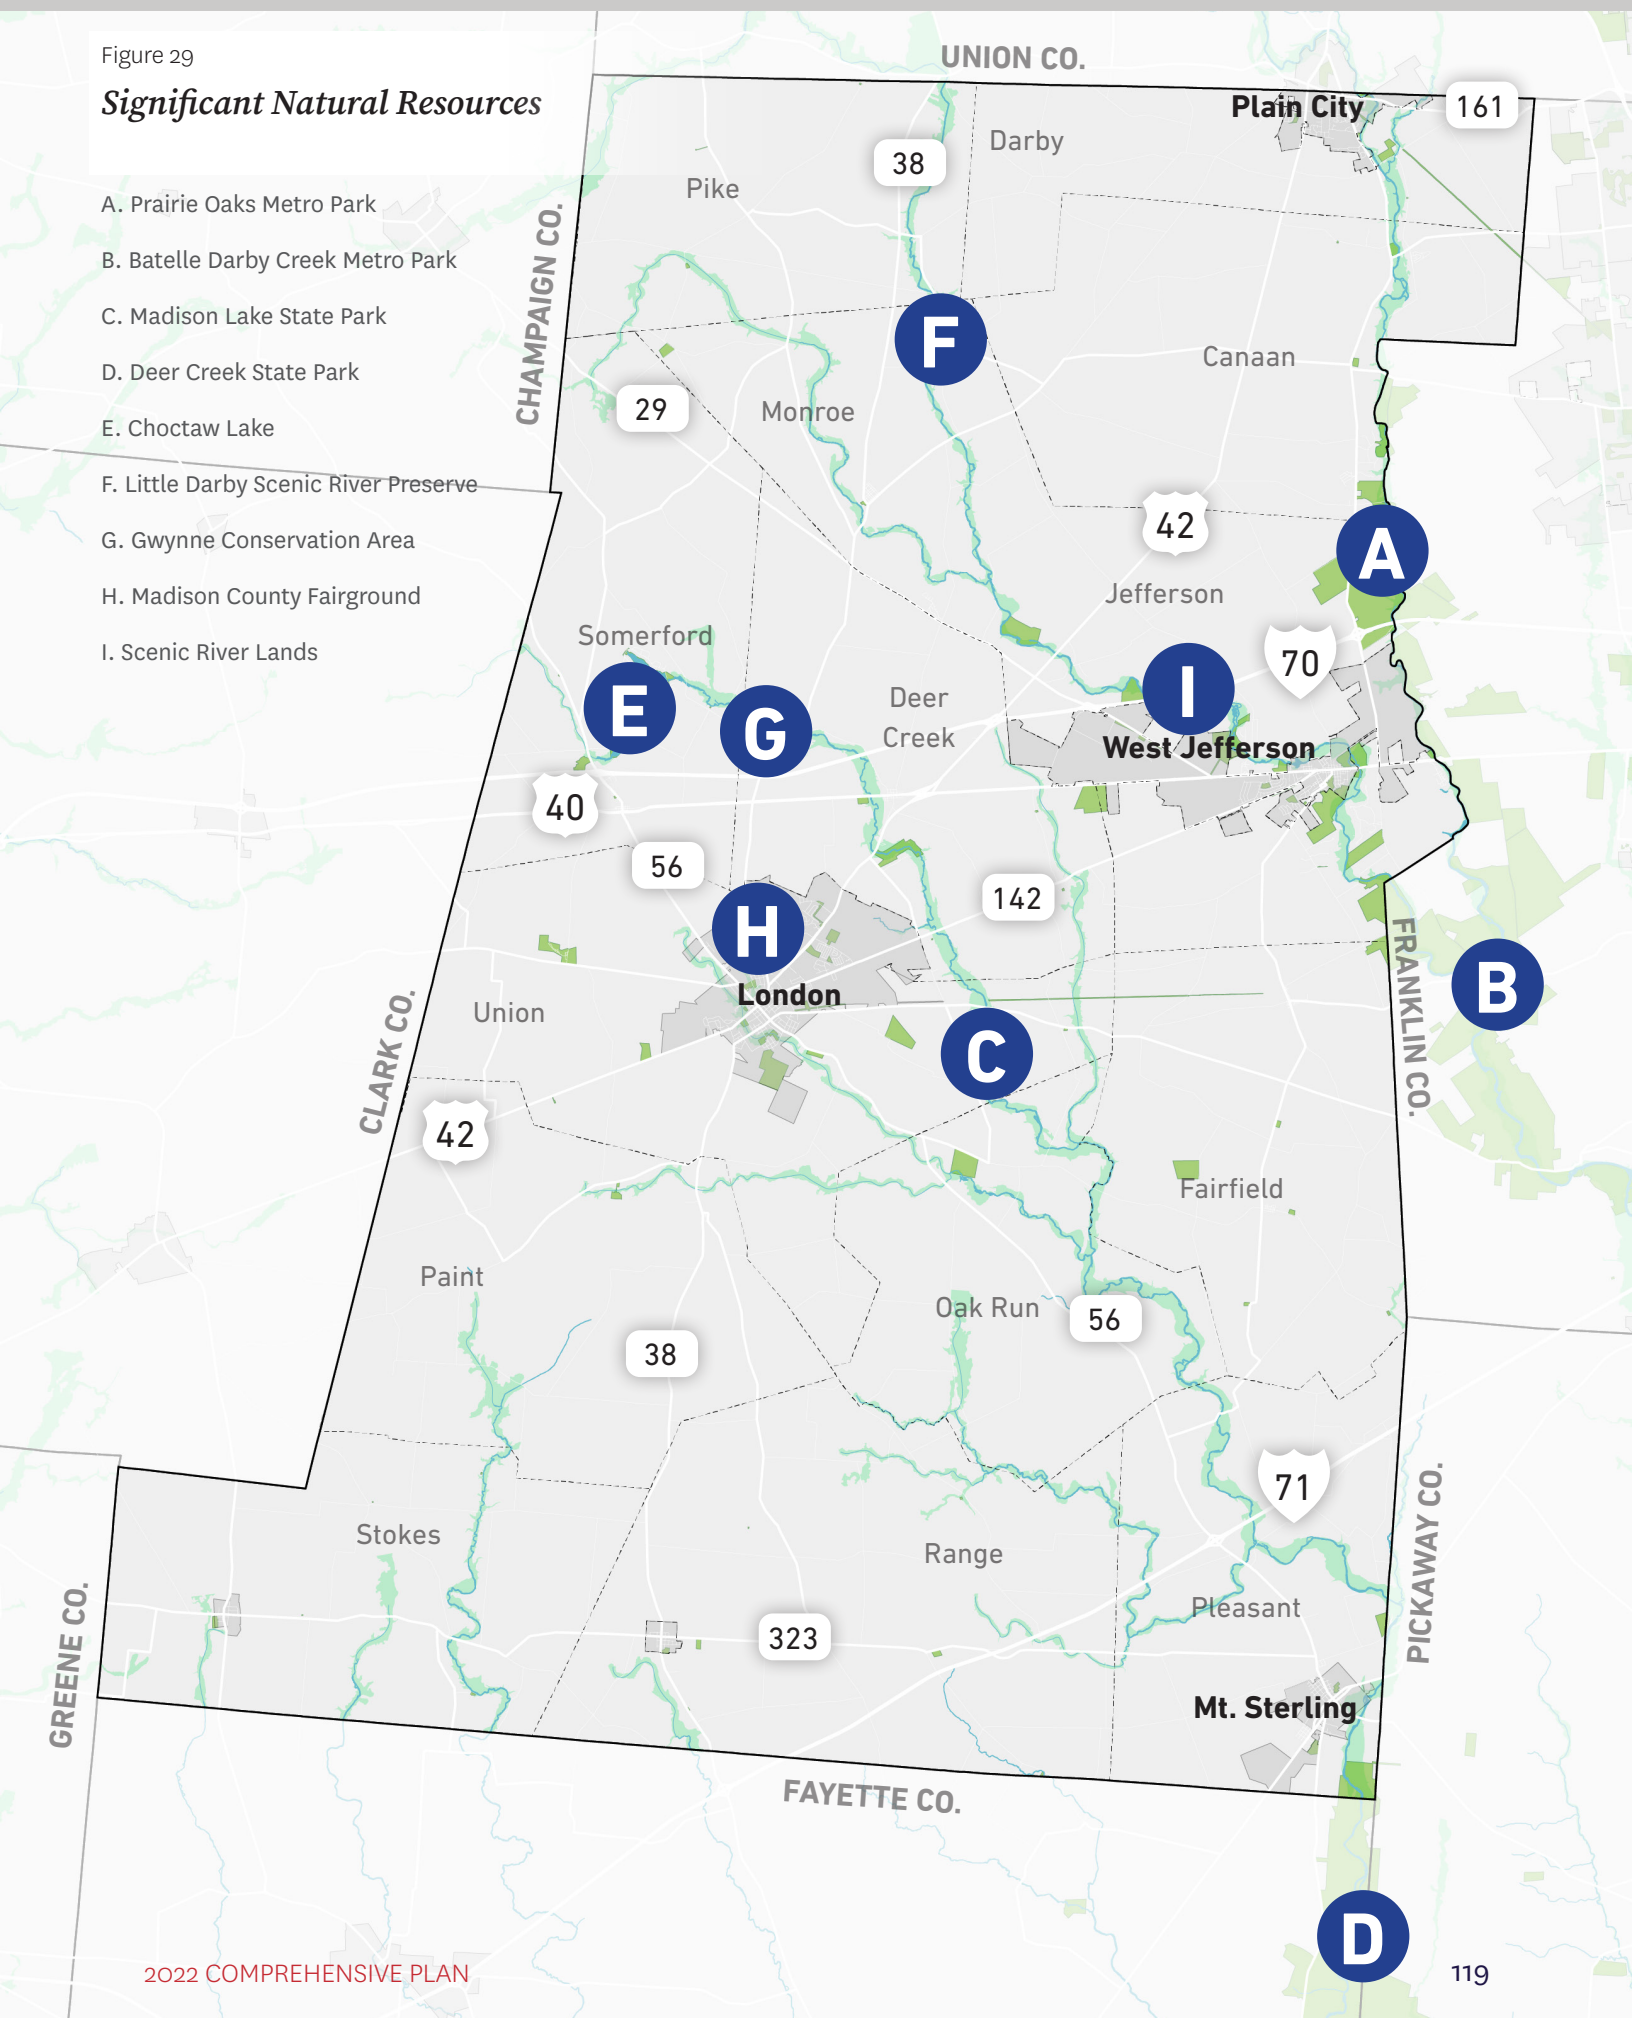 Figure 29
Significant Natural Resources
A. Prairie Oaks Metro Park
B. Batelle Darby Creek Metro Park
C. Madison Lake State Park
D. Deer Creek State Park
E. Choctaw Lake
F. Little Darby Scenic River Preserve
G. Gwynne Conservation Area
H. Madison County Fairground
I. Scenic River Lands
UNION CO.
Plain City
161
Darby
38
Pike
CHAMPAIGN CO.
F
Canaan
29
Monroe
42
A
Jefferson
Somerford
70
E
G
Deer
Creek
I
West Jefferson
40
56
142
H
London
FRANKLIN CO.
B
Union
C
CLARK CO.
42
Fairfield
Paint
Oak Run
56
38
71
Stokes
Range
PICKAWAY CO.
Pleasant
GREENE CO.
323
Mt. Sterling
FAYETTE CO.
D
2022 COMPREHENSIVE PLAN
119